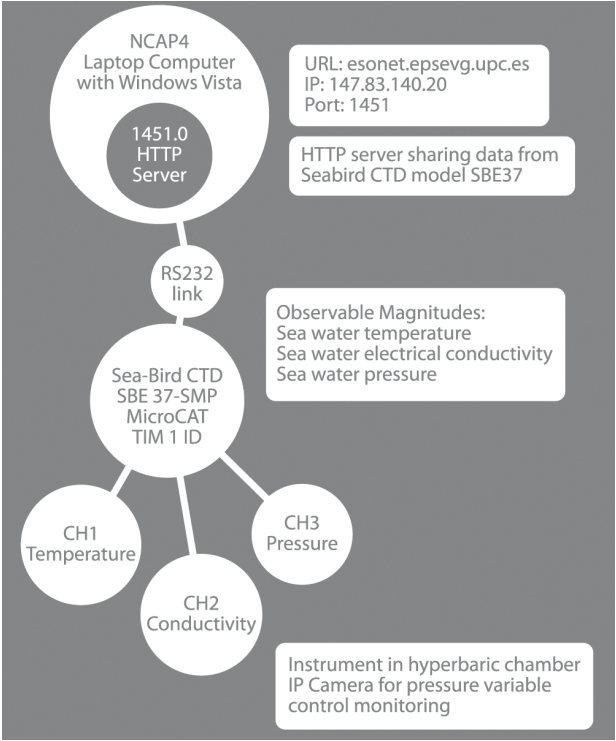 NCAP4
Laptop Computer
with Windows Vista
1451.0
HTTP
Server
URL: esonet.epsevg.upc.es
IP: 147.83.140.20
Port: 1451
HTTP server sharing data from
Seabird CTD model SBE37
RS232
link
Observable Magnitudes:
Sea water temperature
Sea water electrical conductivity
Sea water pressure
Sea-Bird CTD
SBE 37-SMP
MicroCAT
TIM 1 ID
CH1
Temperature
CH2
Conductivity
CH3
Pressure
Instrument in hyperbaric chamber
IP Camera for pressure variable
control monitoring